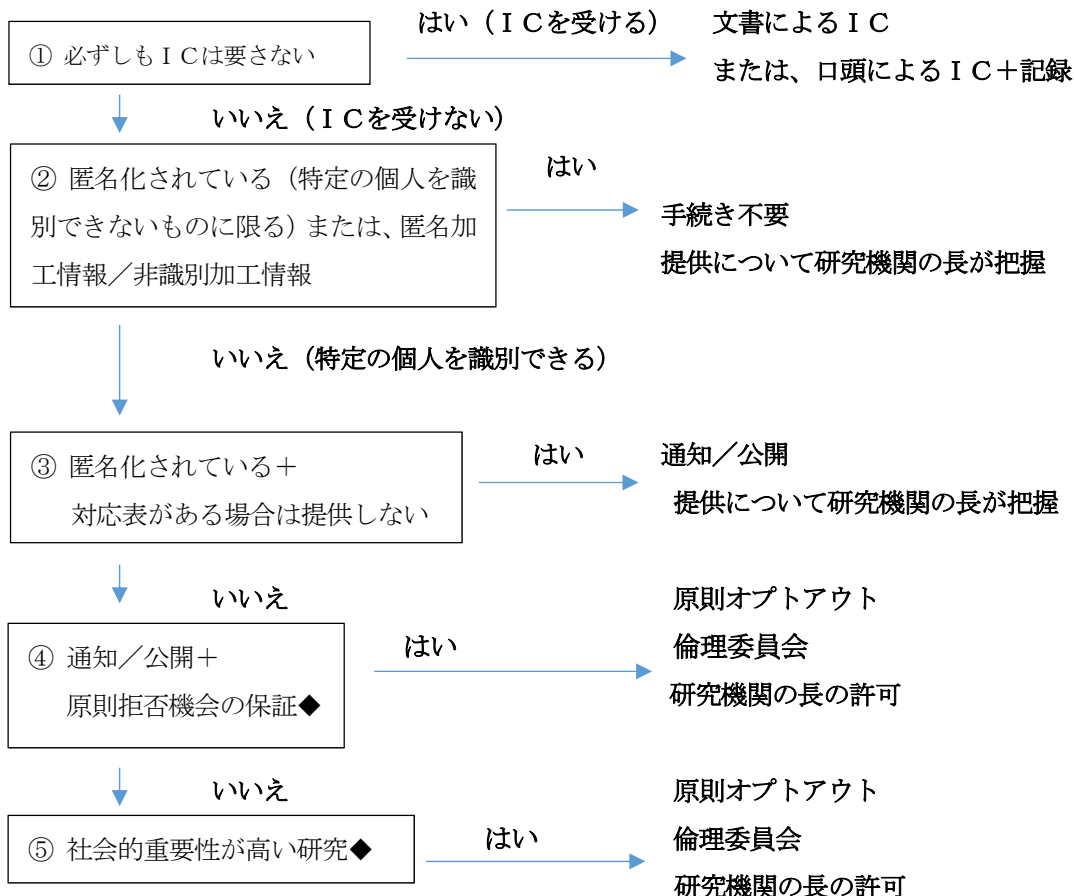 はい（ＩＣを受ける）
文書によるＩＣ
① 必ずしもＩＣは要さない
または、口頭によるＩＣ＋記録
いいえ（ＩＣを受けない）
② 匿名化されている（特定の個人を識
別できないものに限る）または、匿名加
工情報／非識別加工情報
はい
手続き不要
提供について研究機関の長が把握
いいえ（特定の個人を識別できる）
③ 匿名化されている＋
対応表がある場合は提供しない
はい
通知／公開
提供について研究機関の長が把握
いいえ
④ 通知／公開＋
原則拒否機会の保証◆
はい
原則オプトアウト
倫理委員会
研究機関の長の許可
いいえ
⑤ 社会的重要性が高い研究◆
はい
原則オプトアウト
倫理委員会
研究機関の長の許可